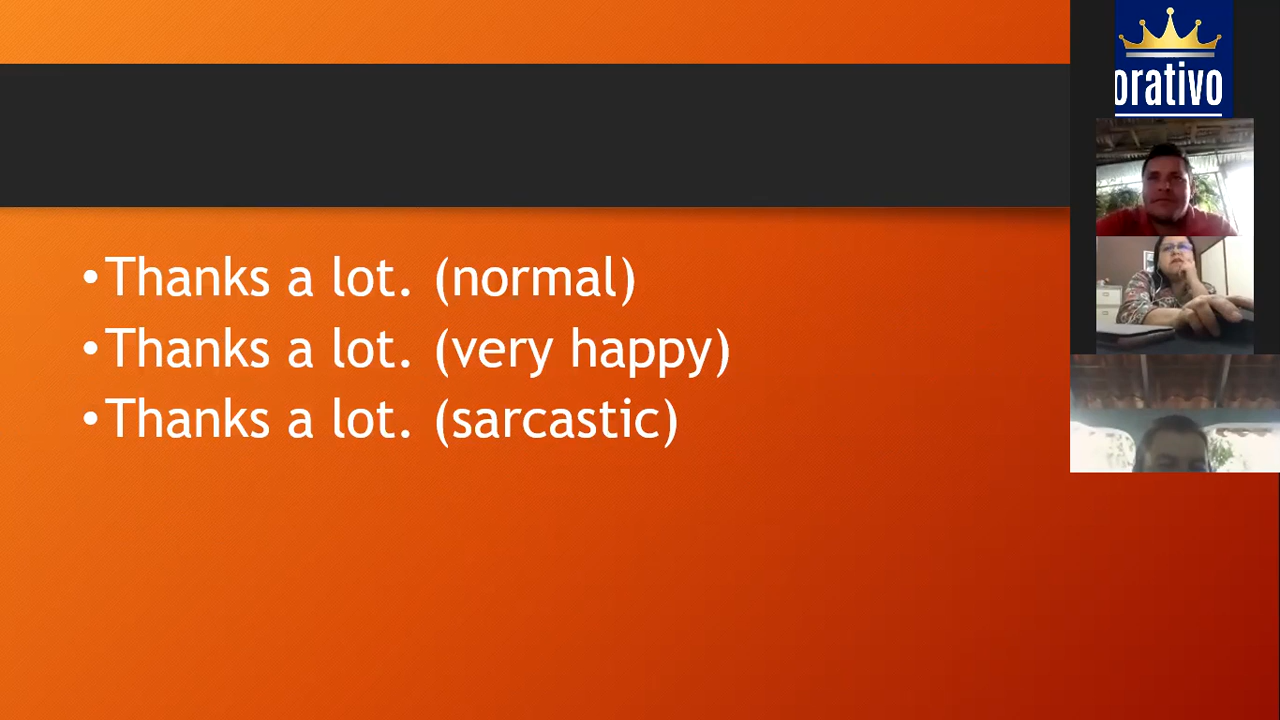 orativo
•Thanks a lot. (normal)
•Thanks a lot. (very happy)
•Thanks a lot. (sarcastic)